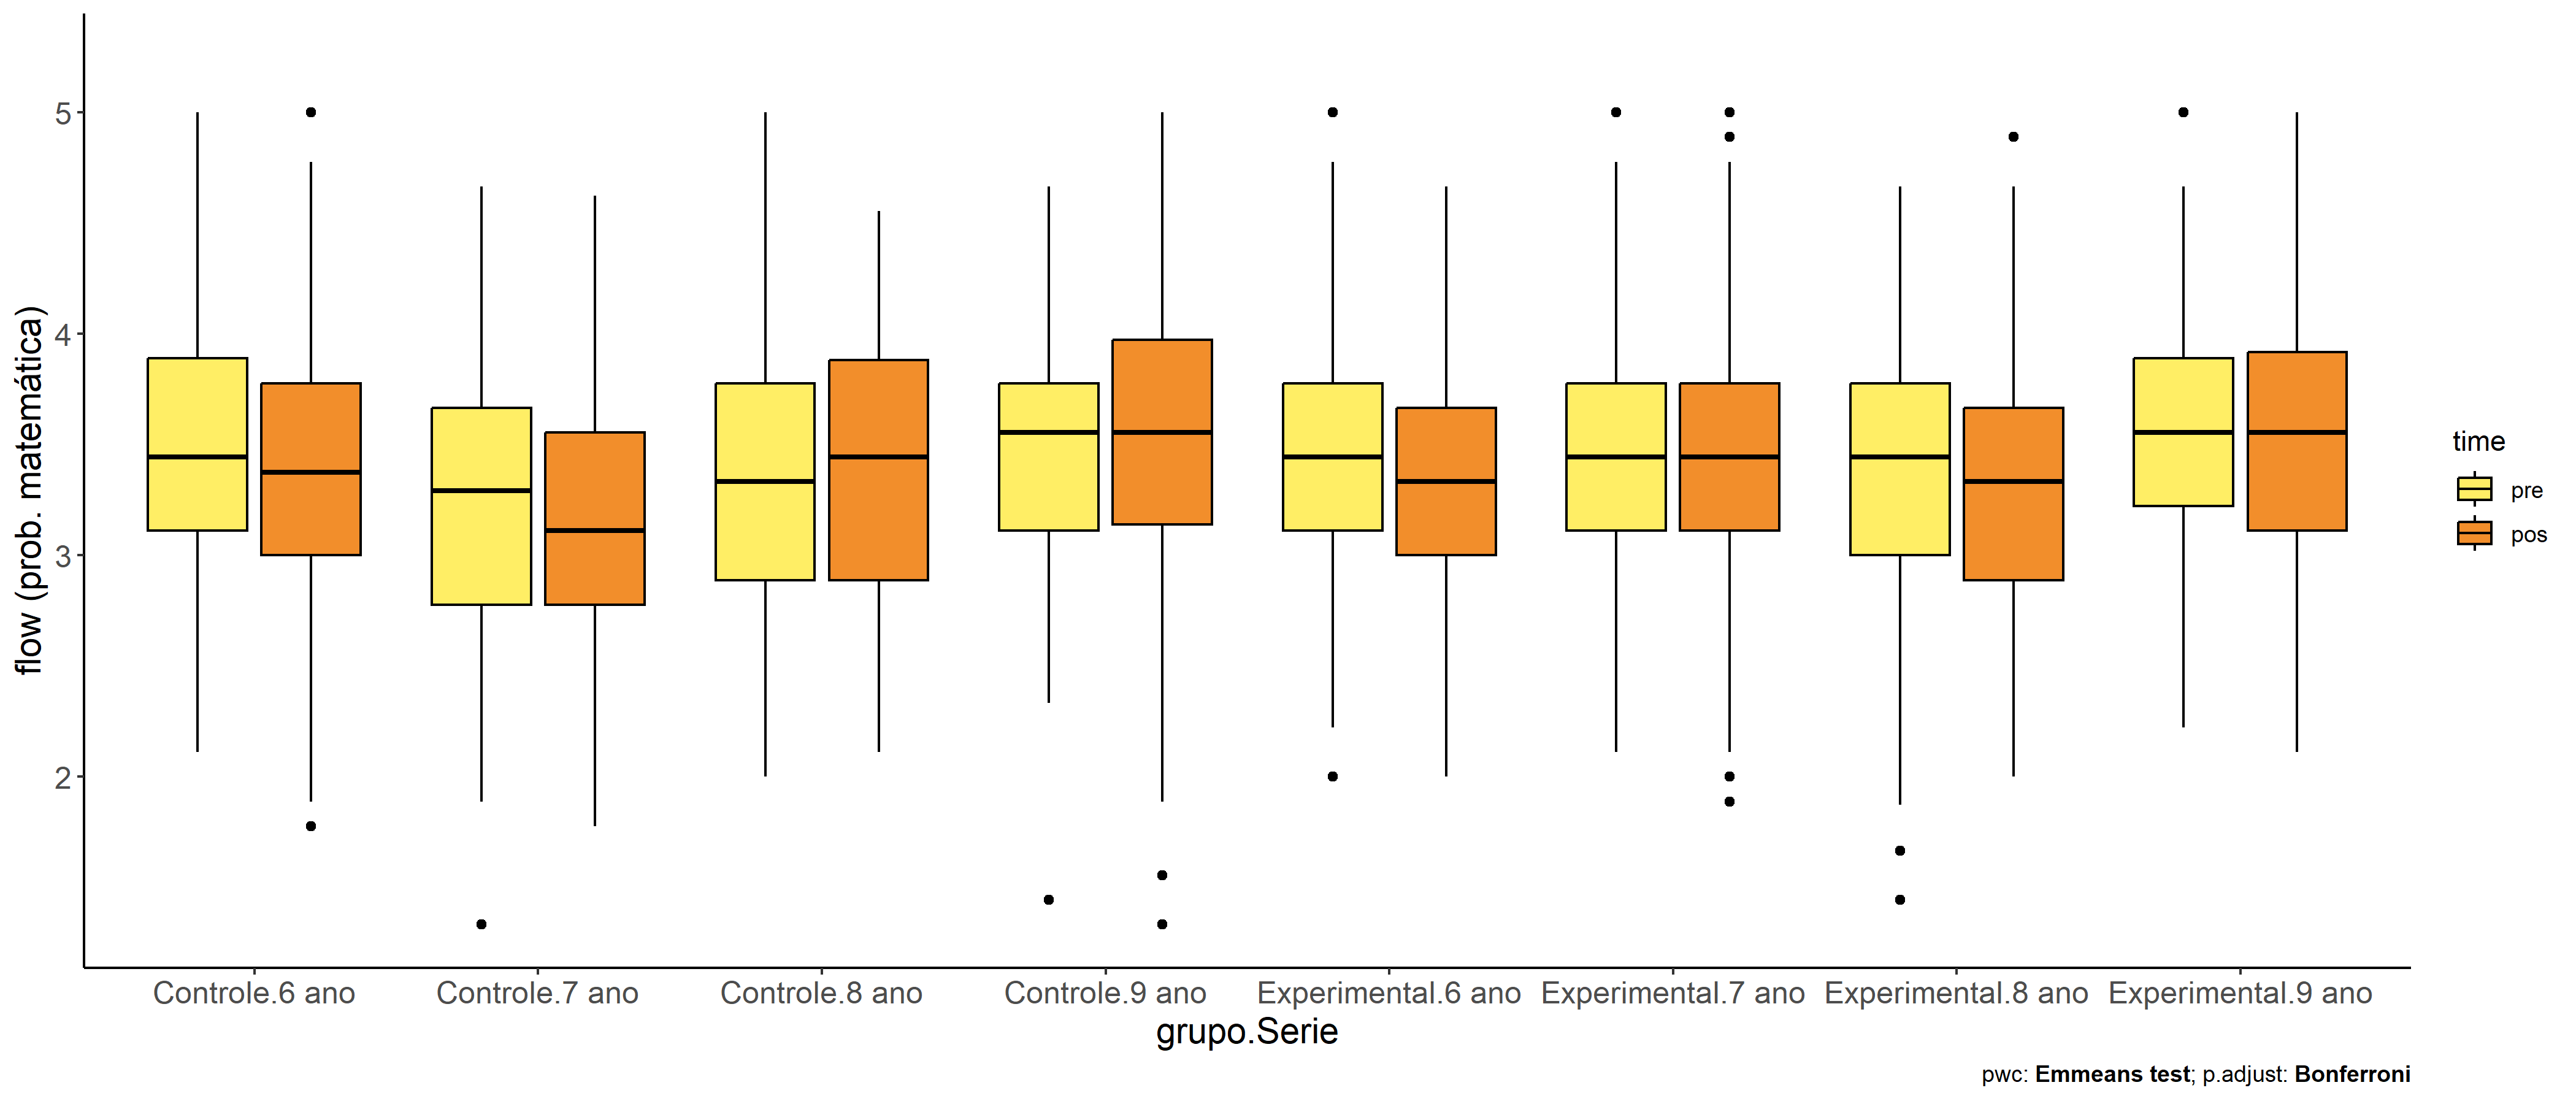 flow (prob. matemática)
5
4
3
2
Controle.6 ano Controle.7 ano Controle.8 ano Controle.9 ano Experimental.6 ano Experimental.7 ano Experimental.8 ano Experimental.9 ano
grupo.Serie
time
pre
pos
pwc: Emmeans test; p.adjust: Bonferroni